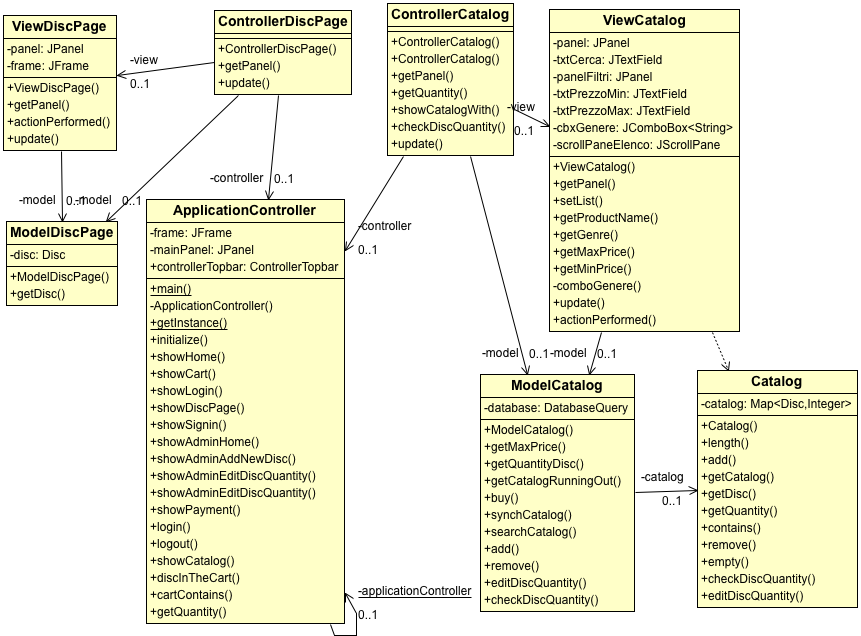 ViewDiscPage
-panel: JPanel
-frame: JFrame
+ViewDiscPage()
+getPanel()
+actionPerformed()
+update()
ControllerDiscPage
+ControllerDiscPage()
+getPanel()
+update()
-view
0..1
ControllerCatalog
+ControllerCatalog()
+ControllerCatalog()
+getPanel()
+getQuantity()
+showCatalogWith()
+checkDiscQuantity()
+update()
-view
0..1
ViewCatalog
-panel: JPanel
-txtCerca: JTextField
-panelFiltri: JPanel
-txtPrezzoMin: JTextField
-txtPrezzoMax: JTextField
-cbxGenere: JComboBox<String>
-scrollPaneElenco: JScrollPane
+ViewCatalog()
+getPanel()
+setList()
+getProductName()
+getGenre()
+getMaxPrice()
+getMinPrice()
-comboGenere()
+update()
+actionPerformed()
-model
0..1
-model
0..1
-controller
0..1
-controller
0..1
ModelDiscPage
-disc: Disc
+ModelDiscPage()
+getDisc()
ApplicationController
-frame: JFrame
-mainPanel: JPanel
+controllerTopbar: ControllerTopbar
+main()
-ApplicationController()
+getInstance()
+initialize()
+showHome()
+showCart()
+showLogin()
+showDiscPage()
+showSignin()
+showAdminHome()
+showAdminAddNewDisc()
+showAdminEditDiscQuantity()
+showAdminEditDiscQuantity()
+showPayment()
+login()
+logout()
+showCatalog()
+discInTheCart()
+cartContains()
+getQuantity()
-applicationController
0..1
-model
0..1
-model
0..1
ModelCatalog
-database: DatabaseQuery
+ModelCatalog()
+getMaxPrice()
+getQuantityDisc()
+getCatalogRunningOut()
+buy()
+synchCatalog()
+searchCatalog()
+add()
+remove()
+editDiscQuantity()
+checkDiscQuantity()
-catalog
0..1
Catalog
-catalog: Map<Disc,Integer>
+Catalog()
+length()
+add()
+getCatalog()
+getDisc()
+getQuantity()
+contains()
+remove()
+empty()
+checkDiscQuantity()
+editDiscQuantity()